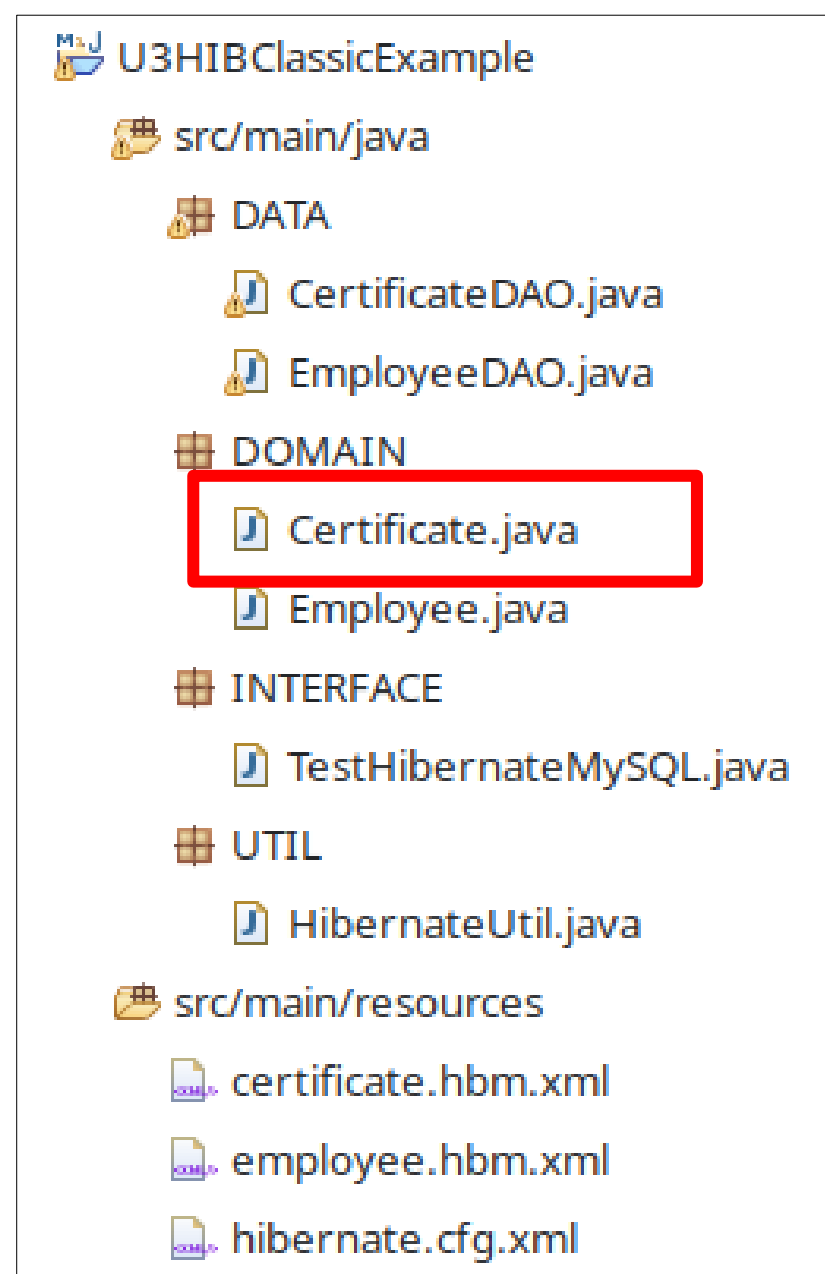 U3HIBClassicExample
src/main/java
DATA
CertificateDAO.java
EmployeeDAO.java
DOMAIN
Certificate.java
Employee.java
INTERFACE
TestHibernateMySQL.java
UTIL
HibernateUtil.java
src/main/resources
certificate.hbm.xml
employee.hbm.xml
hibernate.cfg.xml